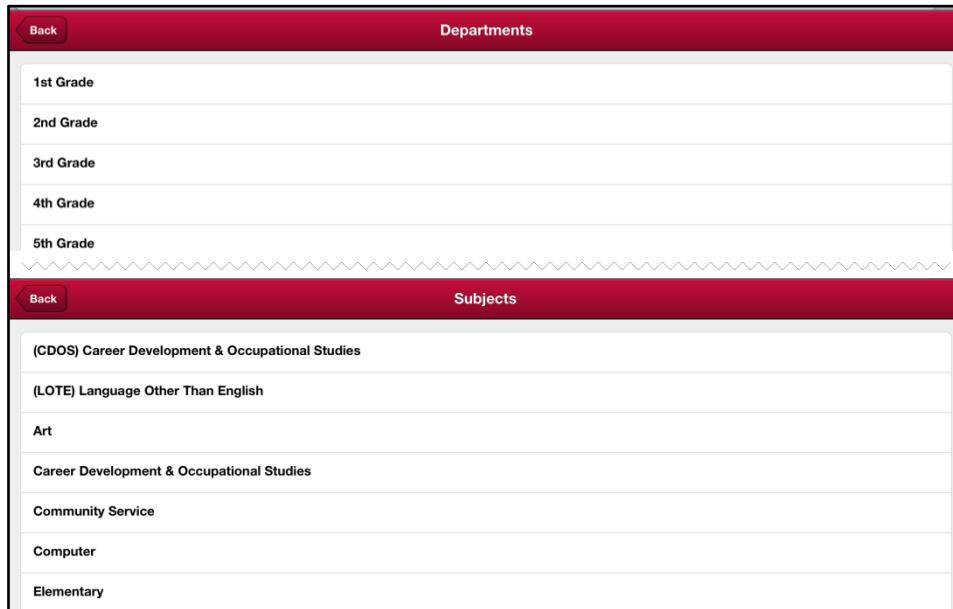 Back
Departments
1st Grade
2nd Grade
3rd Grade
4th Grade
5th Grade
Back
Subjects
(CDOS) Career Development & Occupational Studies
(LOTE) Language Other Than English
Art
Career Development & Occupational Studies
Community Service
Computer
Elementary